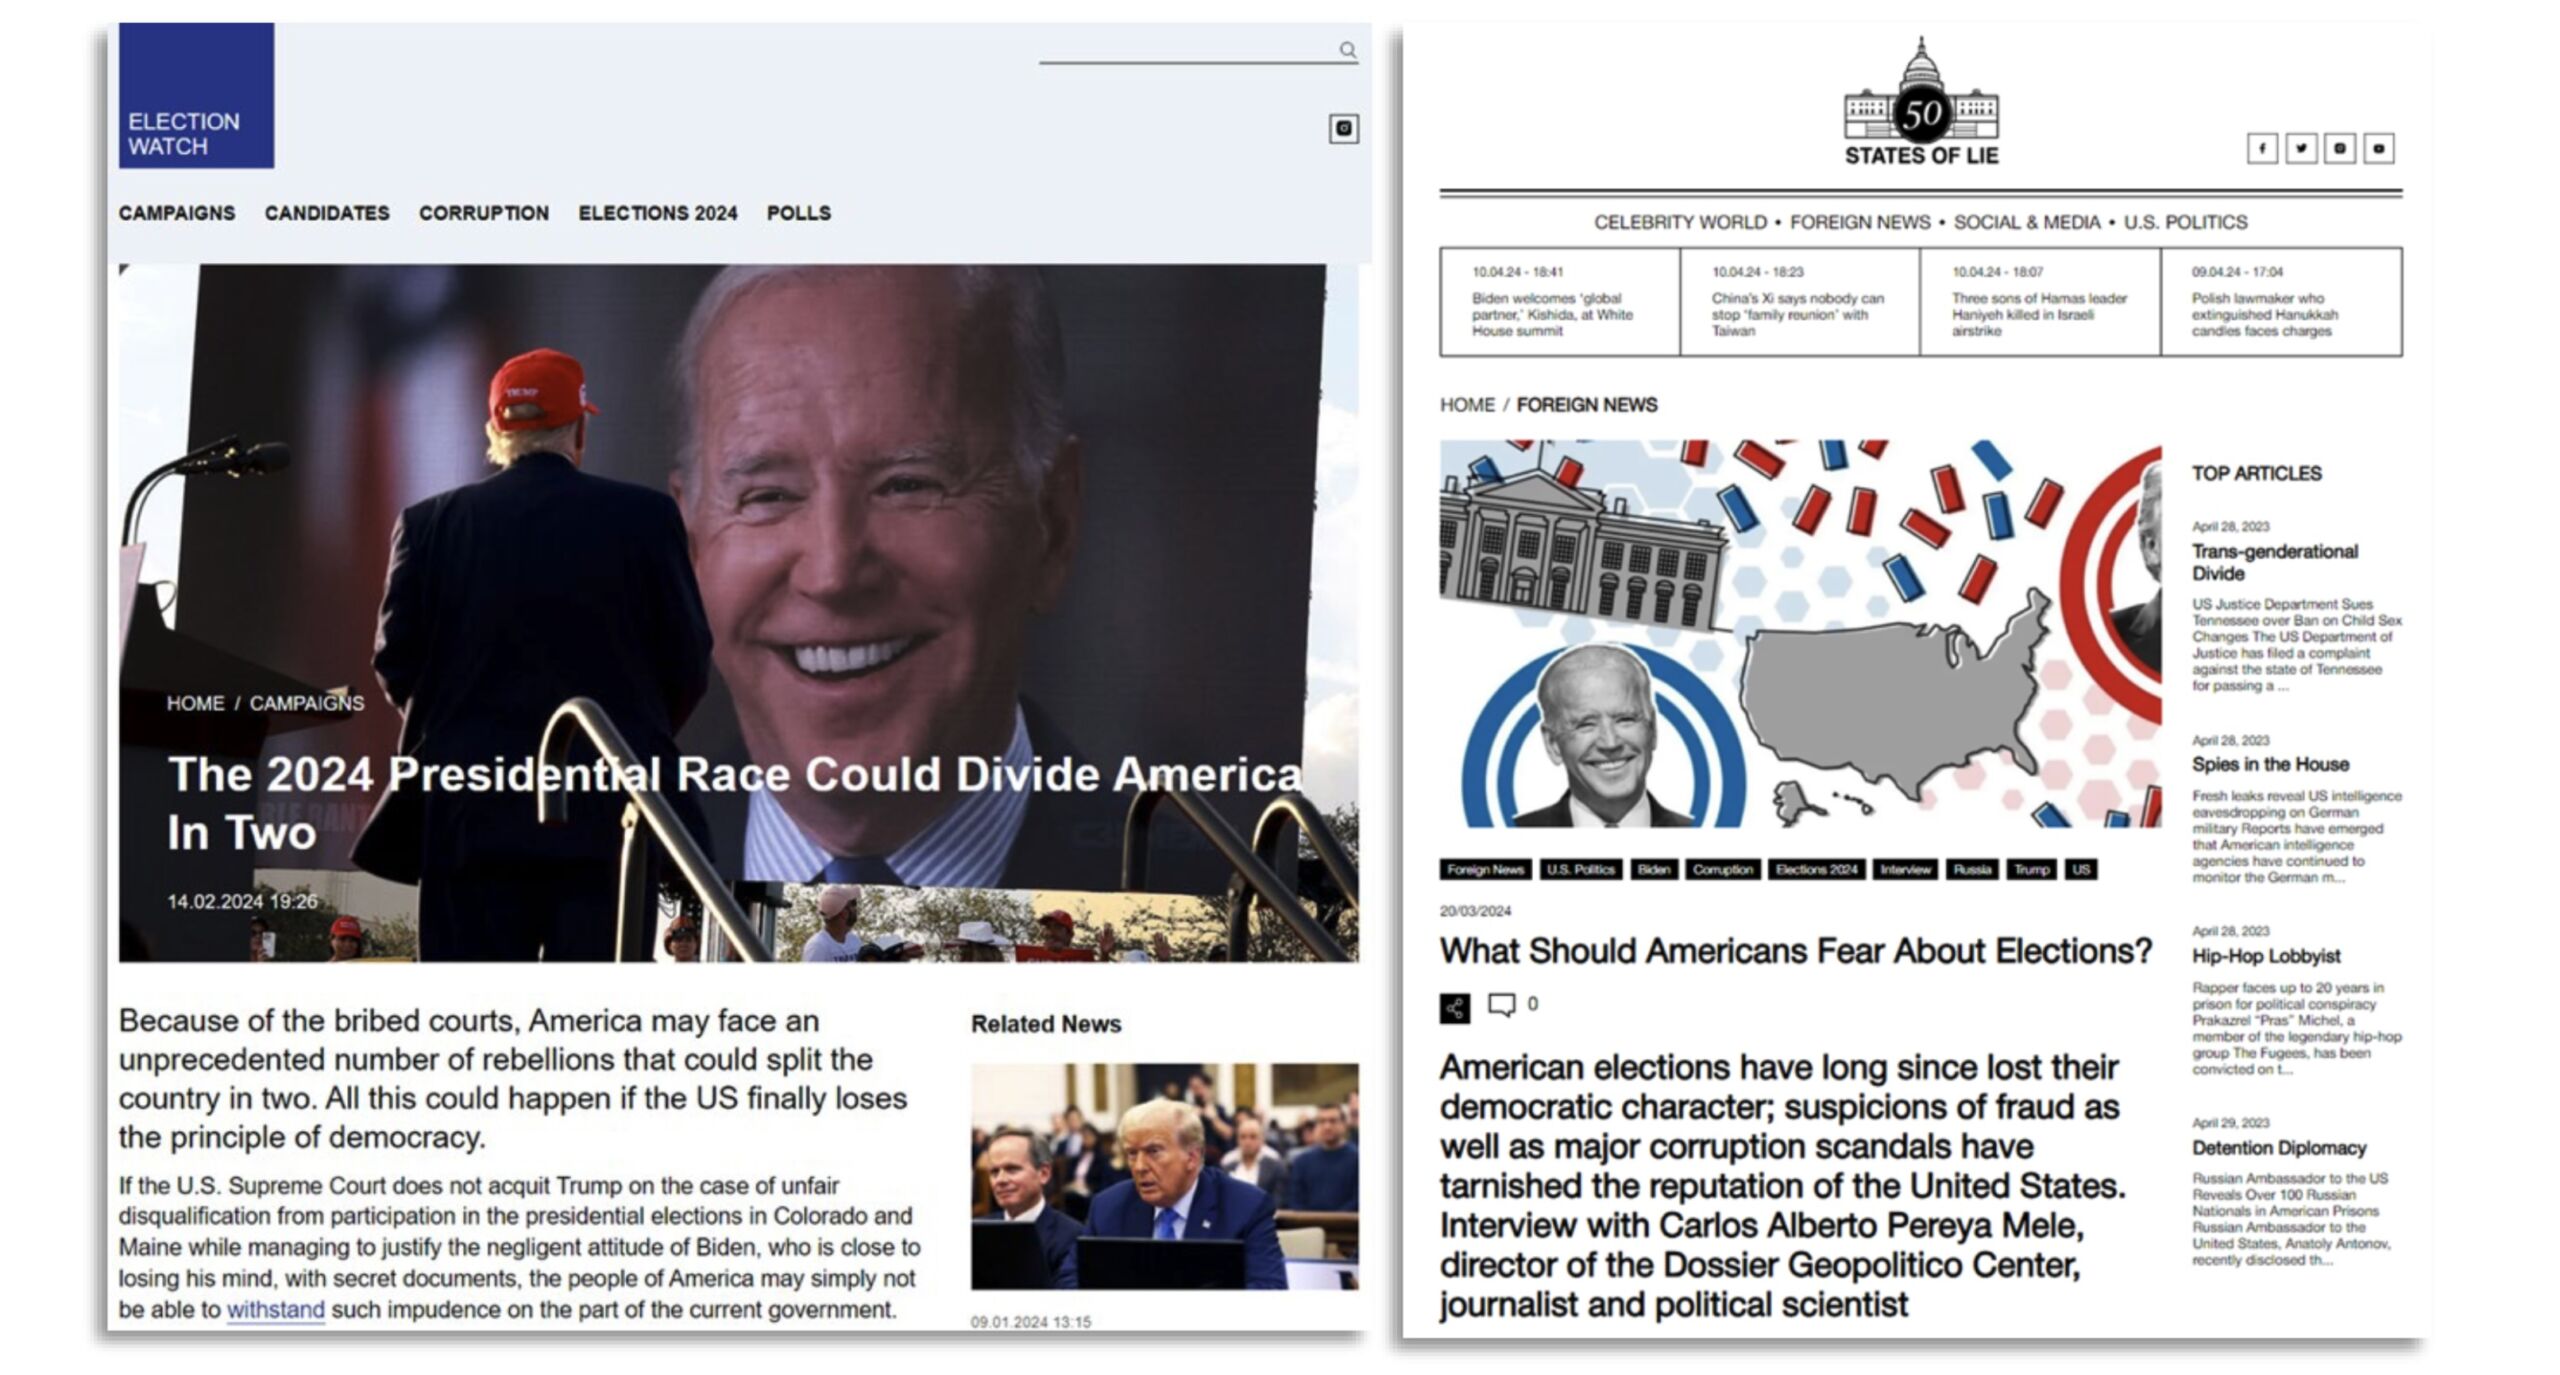 ELECTION
WATCH
CAMPAIGNS CANDIDATES CORRUPTION ELECTIONS 2024 POLLS
TRUMP
HOME / CAMPAIGNS
The 2024 Presidential Race Could Divide America
In Two
14.02.2024 19:26
Because of the bribed courts, America may face an
unprecedented number of rebellions that could split the
country in two. All this could happen if the US finally loses
the principle of democracy.
If the U.S. Supreme Court does not acquit Trump on the case of unfair
disqualification from participation in the presidential elections in Colorado and
Maine while managing to justify the negligent attitude of Biden, who is close to
losing his mind, with secret documents, the people of America may simply not
be able to withstand such impudence on the part of the current government.
Related News
09.01.2024 13:15
50
STATES OF LIE
CELEBRITY WORLD • FOREIGN NEWS • SOCIAL & MEDIA • U.S. POLITICS
10.04.24 - 18:41
Biden welcomes 'global
partner,' Kishida, at White
House summit
10.04.24 - 18:23
China's Xi says nobody can
stop 'family reunion' with
Taiwan
10.04.24 - 18:07
Three sons of Hamas leader
Haniyeh killed in Israeli
airstrike
09.04.24 - 17:04
Polish lawmaker who
extinguished Hanukkah
candles faces charges
HOME / FOREIGN NEWS
Foreign News U.S. Politics Biden Corruption Elections 2024 Interview Russia Trump US
20/03/2024
What Should Americans Fear About Elections?
0
American elections have long since lost their
democratic character; suspicions of fraud as
well as major corruption scandals have
tarnished the reputation of the United States.
Interview with Carlos Alberto Pereya Mele,
director of the Dossier Geopolitico Center,
journalist and political scientist
TOP ARTICLES
April 28, 2023
Trans-genderational
Divide
US Justice Department Sues
Tennessee over Ban on Child Sex
Changes The US Department of
Justice has filed a complaint
against the state of Tennessee
for passing a ...
April 28, 2023
Spies in the House
Fresh leaks reveal US intelligence
eavesdropping on German
military Reports have emerged
that American intelligence
agencies have continued to
monitor the German m...
April 28, 2023
Hip-Hop Lobbyist
Rapper faces up to 20 years in
prison for political conspiracy
Prakazrel "Pras" Michel, a
member of the legendary hip-hop
group The Fugees, has been
convicted on t...
April 29, 2023
Detention Diplomacy
Russian Ambassador to the US
Reveals Over 100 Russian
Nationals in American Prisons
Russian Ambassador to the
United States, Anatoly Antonov,
recently disclosed th...